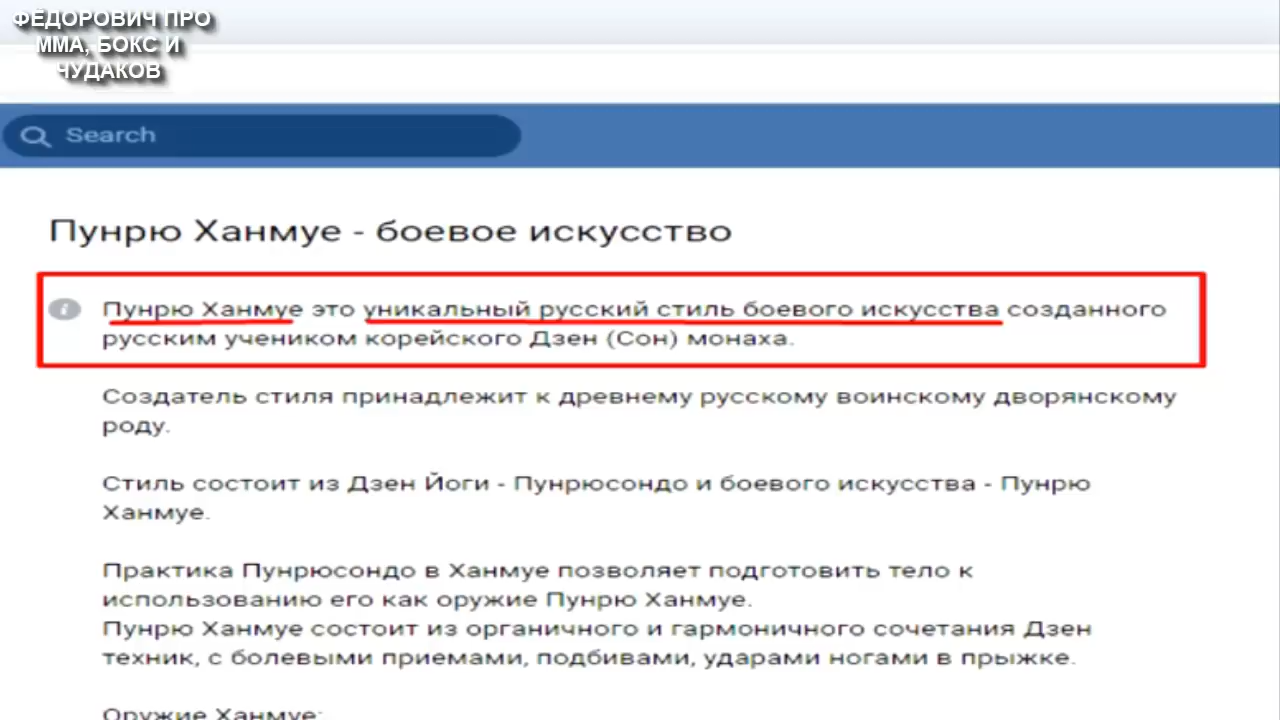 ФЁДОРОВИЧ ПРО
ММА, БОКС И
ЧУДАКОВ
Search
Пунрю Ханмуе - боевое искусство
Пунрю Ханмуе это уникальный русский стиль боевого искусства созданного
русским учеником корейского Дзен (Сон) монаха.
Создатель стиля принадлежит к древнему русскому воинскому дворянскому
роду.
Стиль состоит из Дзен Йоги - Пунрюсондо и боевого искусства - Пунрю
Ханмуе.
Практика Пунрюсондо в Ханмуе позволяет подготовить тело к
использованию его как оружие Пунрю Ханмуе.
Пунрю Ханмуе состоит из органичного и гармоничного сочетания Дзен
техник, с болевыми приемами, подбивами, ударами ногами в прыжке.
Оружие Ханмуе: